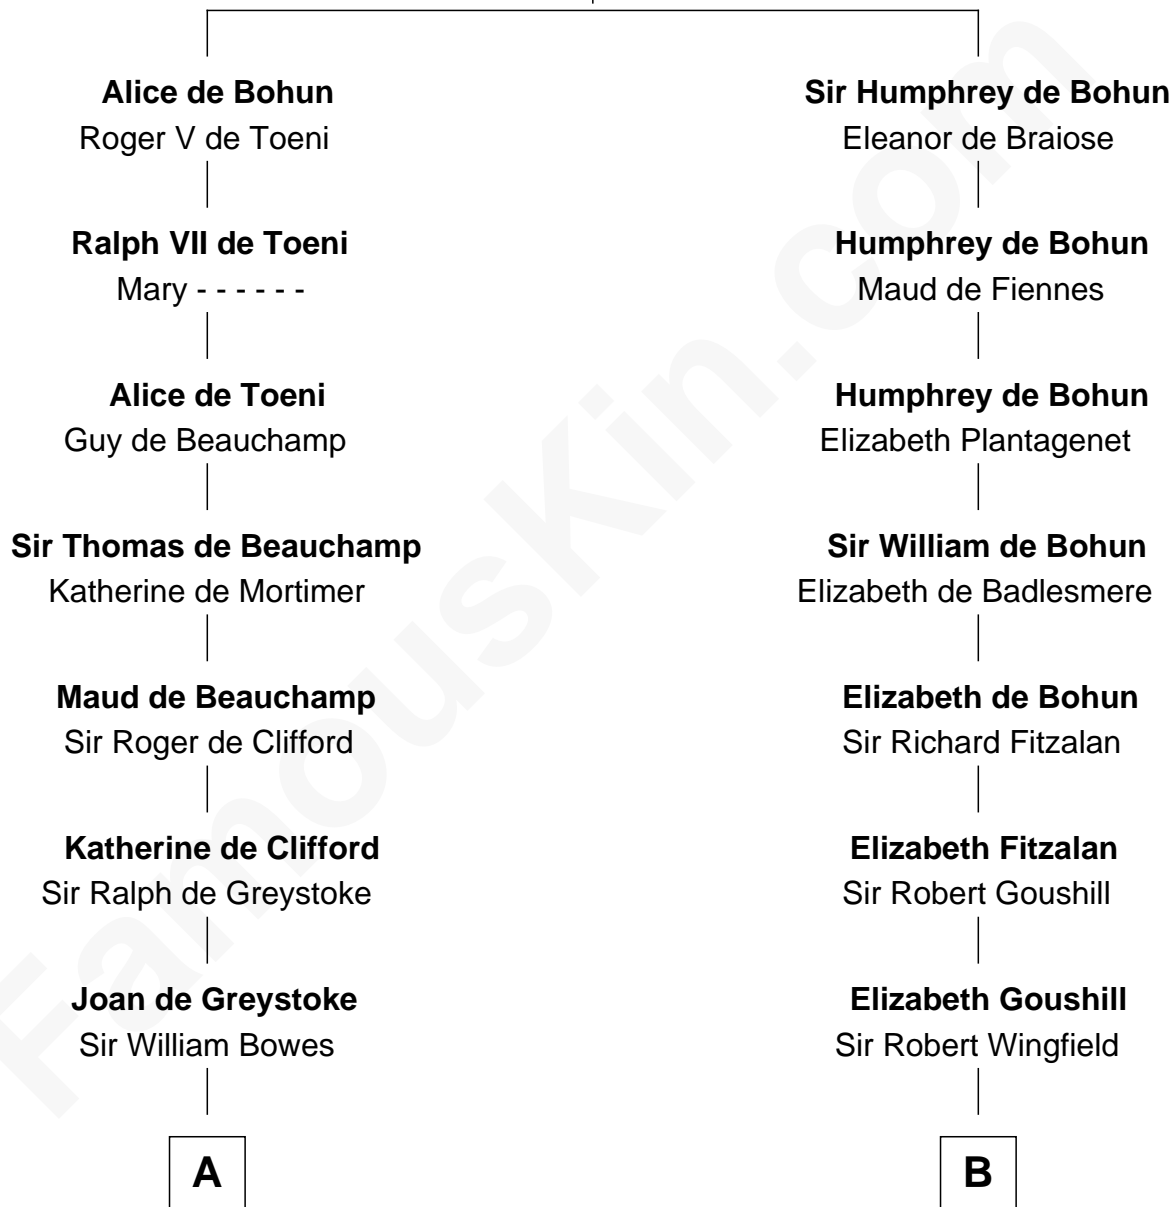 Alice de Bohun
Roger V de Toeni
Ralph VII de Toeni
Mary - - - - - -
Alice de Toeni
Guy de Beauchamp
Sir Thomas de Beauchamp
Katherine de Mortimer
Maud de Beauchamp
Sir Roger de Clifford
Katherine de Clifford
Sir Ralph de Greystoke
Joan de Greystoke
Sir William Bowes
A
Sir Humphrey de Bohun
Eleanor de Braiose
Humphrey de Bohun
Maud de Fiennes
Humphrey de Bohun
Elizabeth Plantagenet
Sir William de Bohun
Elizabeth de Badlesmere
Elizabeth de Bohun
Sir Richard Fitzalan
Elizabeth Fitzalan
Sir Robert Goushill
Elizabeth Goushill
Sir Robert Wingfield
B
FamousKin.com